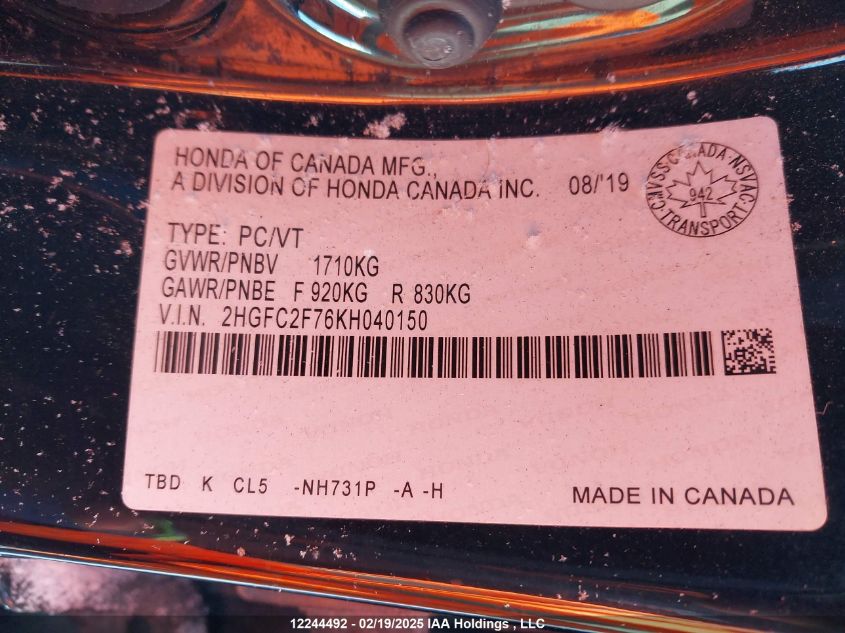 HONDA OF CANADA MFG.,
A DIVISION OF HONDA CANADA INC. 08/'19
CMVSS CANADA NSVAC
942
TRANSPORT
TYPE: PC/VT
GVWR/PNBV 1710KG
GAWR/PNBE F 920KG R 830KG
V.I.N. 2HGFC2F76KH040150
TBD K CL5 -NH731P -A -H
MADE IN CANADA
12244492 - 02/19/2025 IAA Holdings , LLC